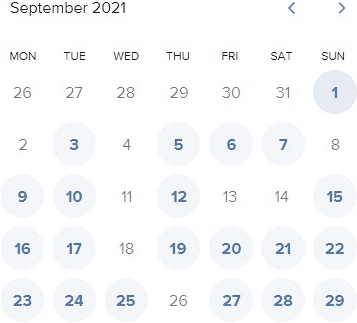 September 2021
MON TUE WED THU FRI SAT SUN
26 27 28 29 30 31 1
2 3 4 5 6 7 8
9 10 11 12 13 14 15
16 17 18 19 20 21 22
23 24 25 26 27 28 29